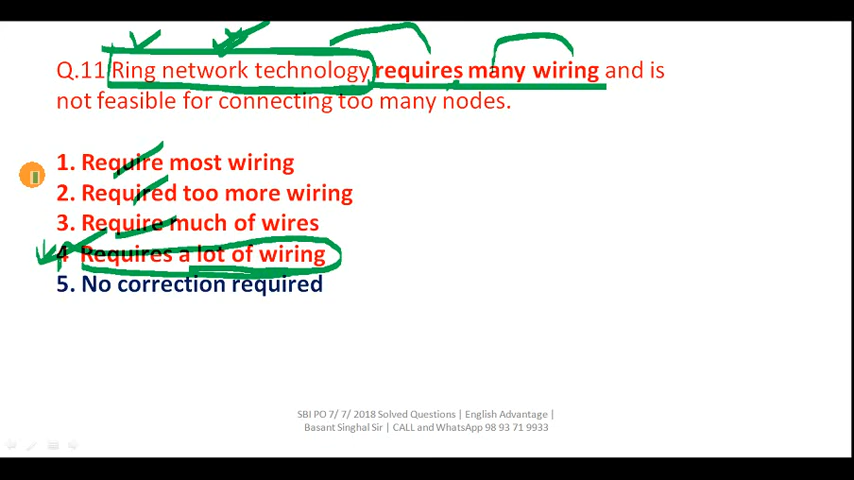 Q.11 Ring network technology requires many wiring and is
not feasible for connecting too many nodes.
1. Require most wiring
2. Required too more wiring
3. Require much of wires
4 Requires a lot of wiring
5. No correction required
SBI PO 7/ 7/ 2018 Solved Questions | English Advantage |
Basant Singhal Sir | CALL and WhatsApp 98 93 71 9933